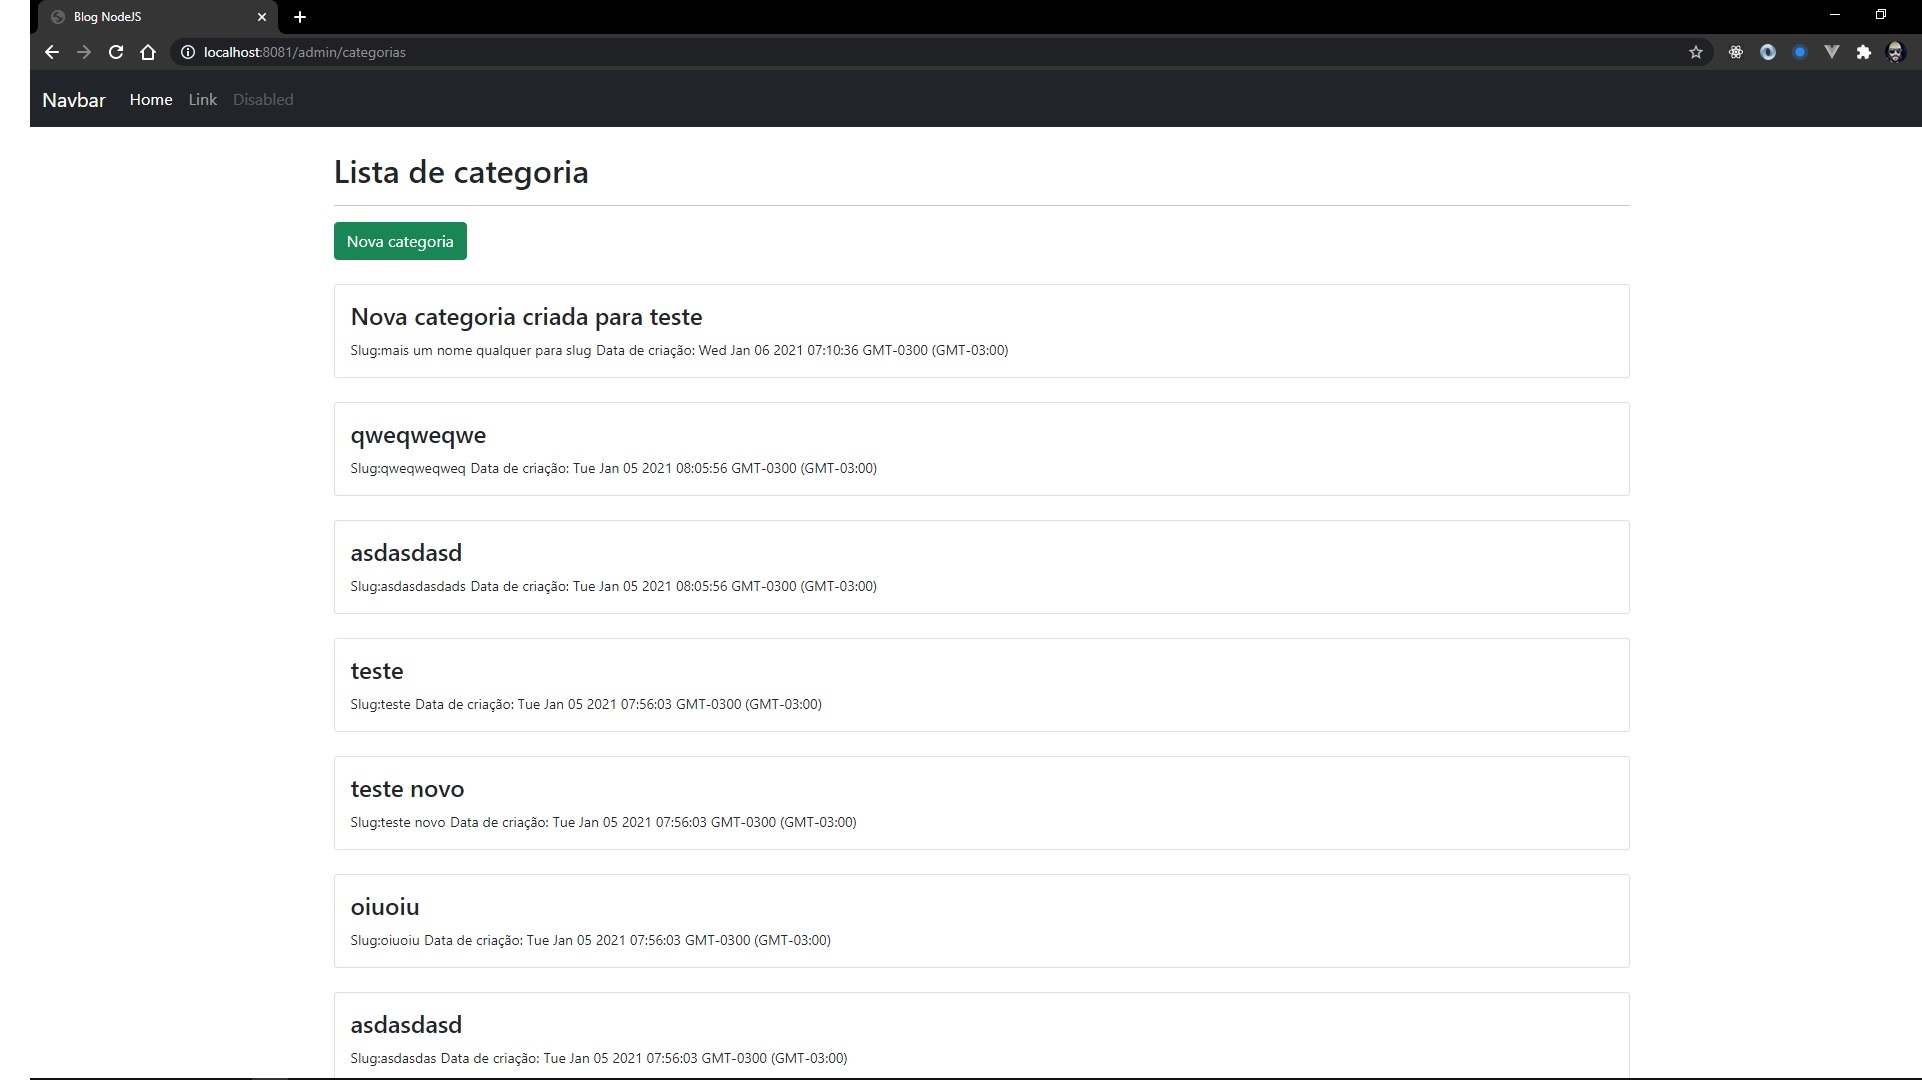 Blog NodeJS
localhost:8081/admin/categorias
Navbar Home Link Disabled
Lista de categoria
Nova categoria
Nova categoria criada para teste
Slug:mais um nome qualquer para slug Data de criação: Wed Jan 06 2021 07:10:36 GMT-0300 (GMT-03:00)
qweqweqwe
Slug:qweqweqweq Data de criação: Tue Jan 05 2021 08:05:56 GMT-0300 (GMT-03:00)
asdasdasd
Slug:asdasdasdads Data de criação: Tue Jan 05 2021 08:05:56 GMT-0300 (GMT-03:00)
teste
Slug:teste Data de criação: Tue Jan 05 2021 07:56:03 GMT-0300 (GMT-03:00)
teste novo
Slug:teste novo Data de criação: Tue Jan 05 2021 07:56:03 GMT-0300 (GMT-03:00)
oiuoiu
Slug:oiuoiu Data de criação: Tue Jan 05 2021 07:56:03 GMT-0300 (GMT-03:00)
asdasdasd
Slug:asdasdas Data de criação: Tue Jan 05 2021 07:56:03 GMT-0300 (GMT-03:00)